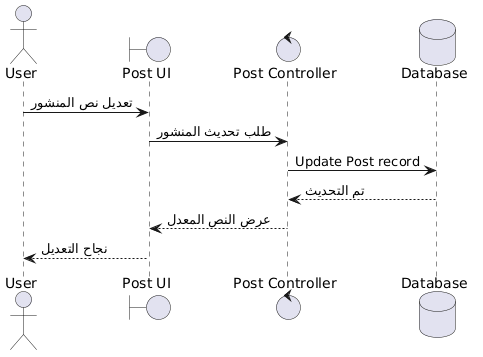 User
Post UI
Post Controller
Database
تعديل نص المنشور
طلب تحديث المنشور
Update Post record
تم التحديث
عرض النص المعدل
نجاح التعديل
User
Post UI
Post Controller
Database